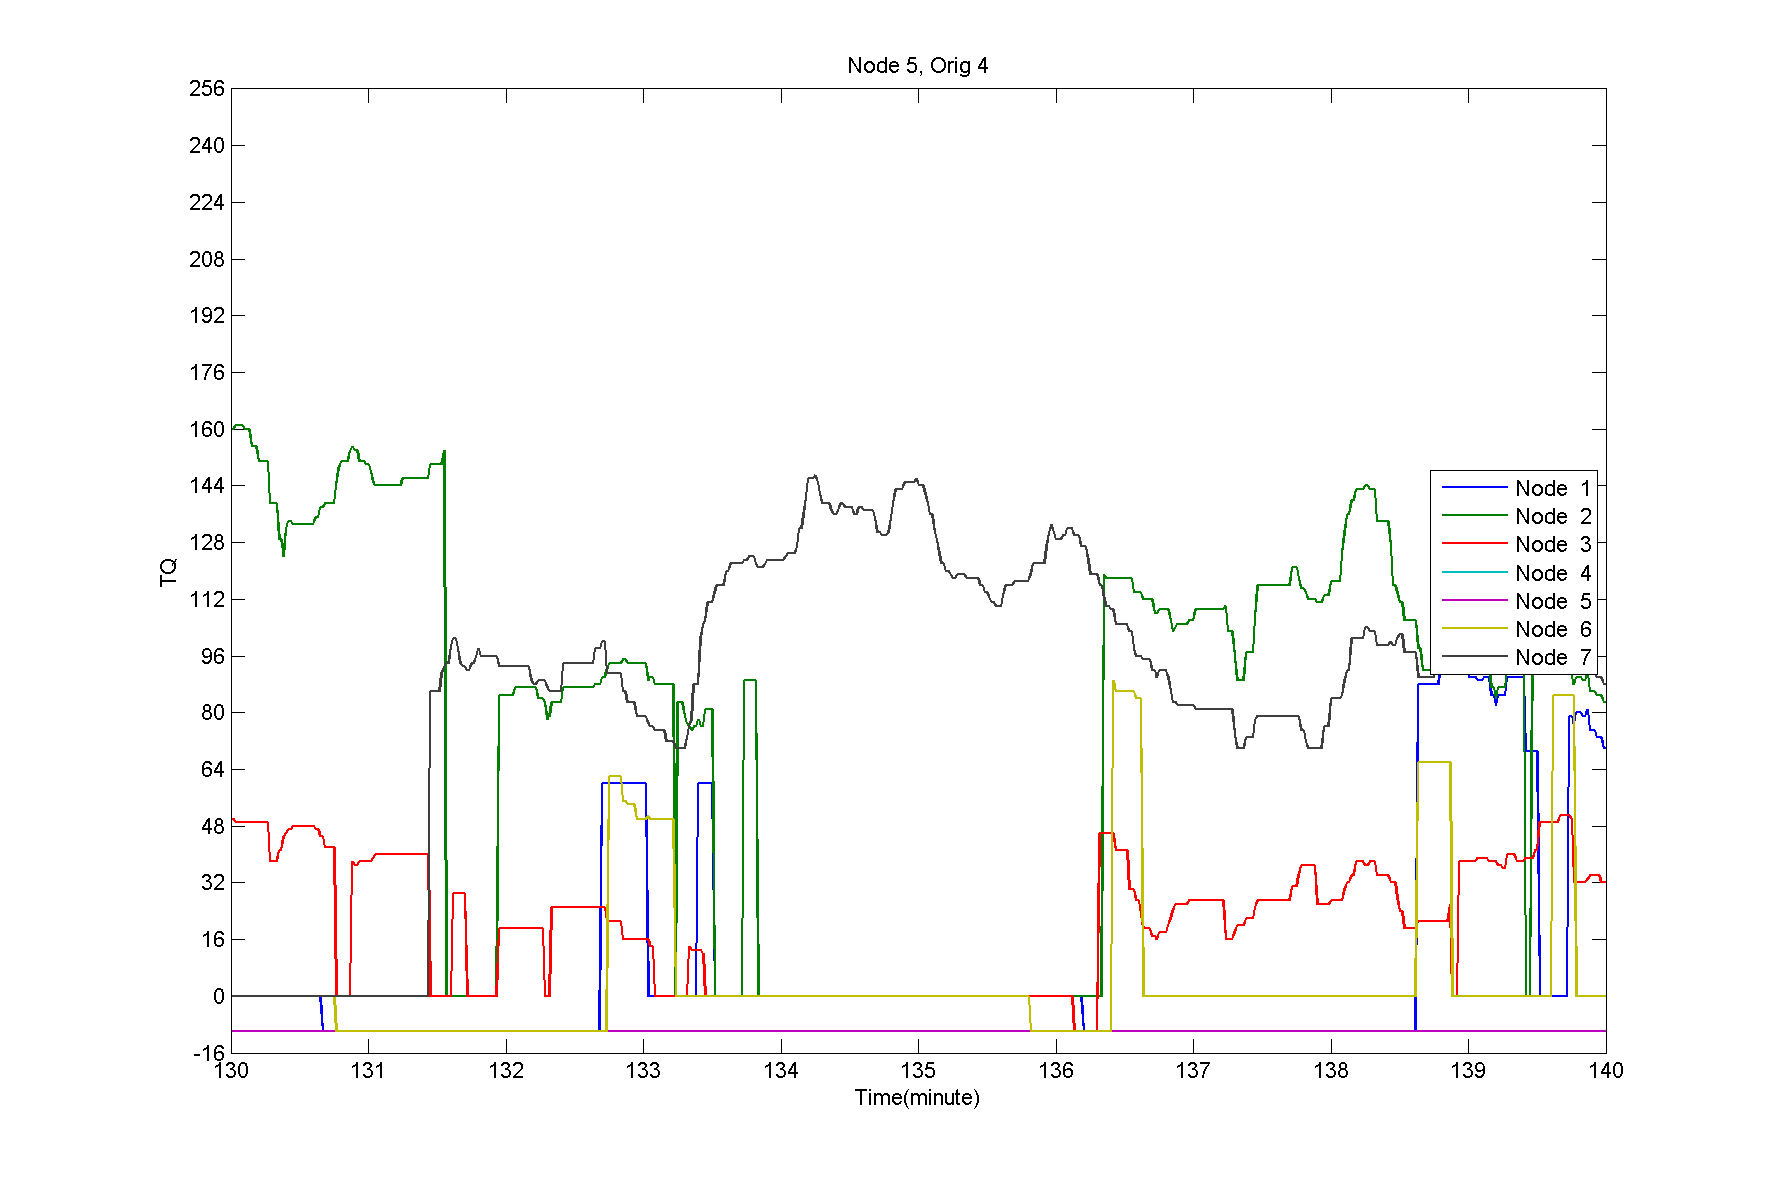 Node 5, Orig 4
256
240
224
208
192
176
160
144
128
112
96
80
64
48
32
16
0
-16
TQ
Node 1
Node 2
Node 3
Node 4
Node 5
Node 6
Node 7
130 131 132 133 134 135 136 137 138 139 140
Time(minute)